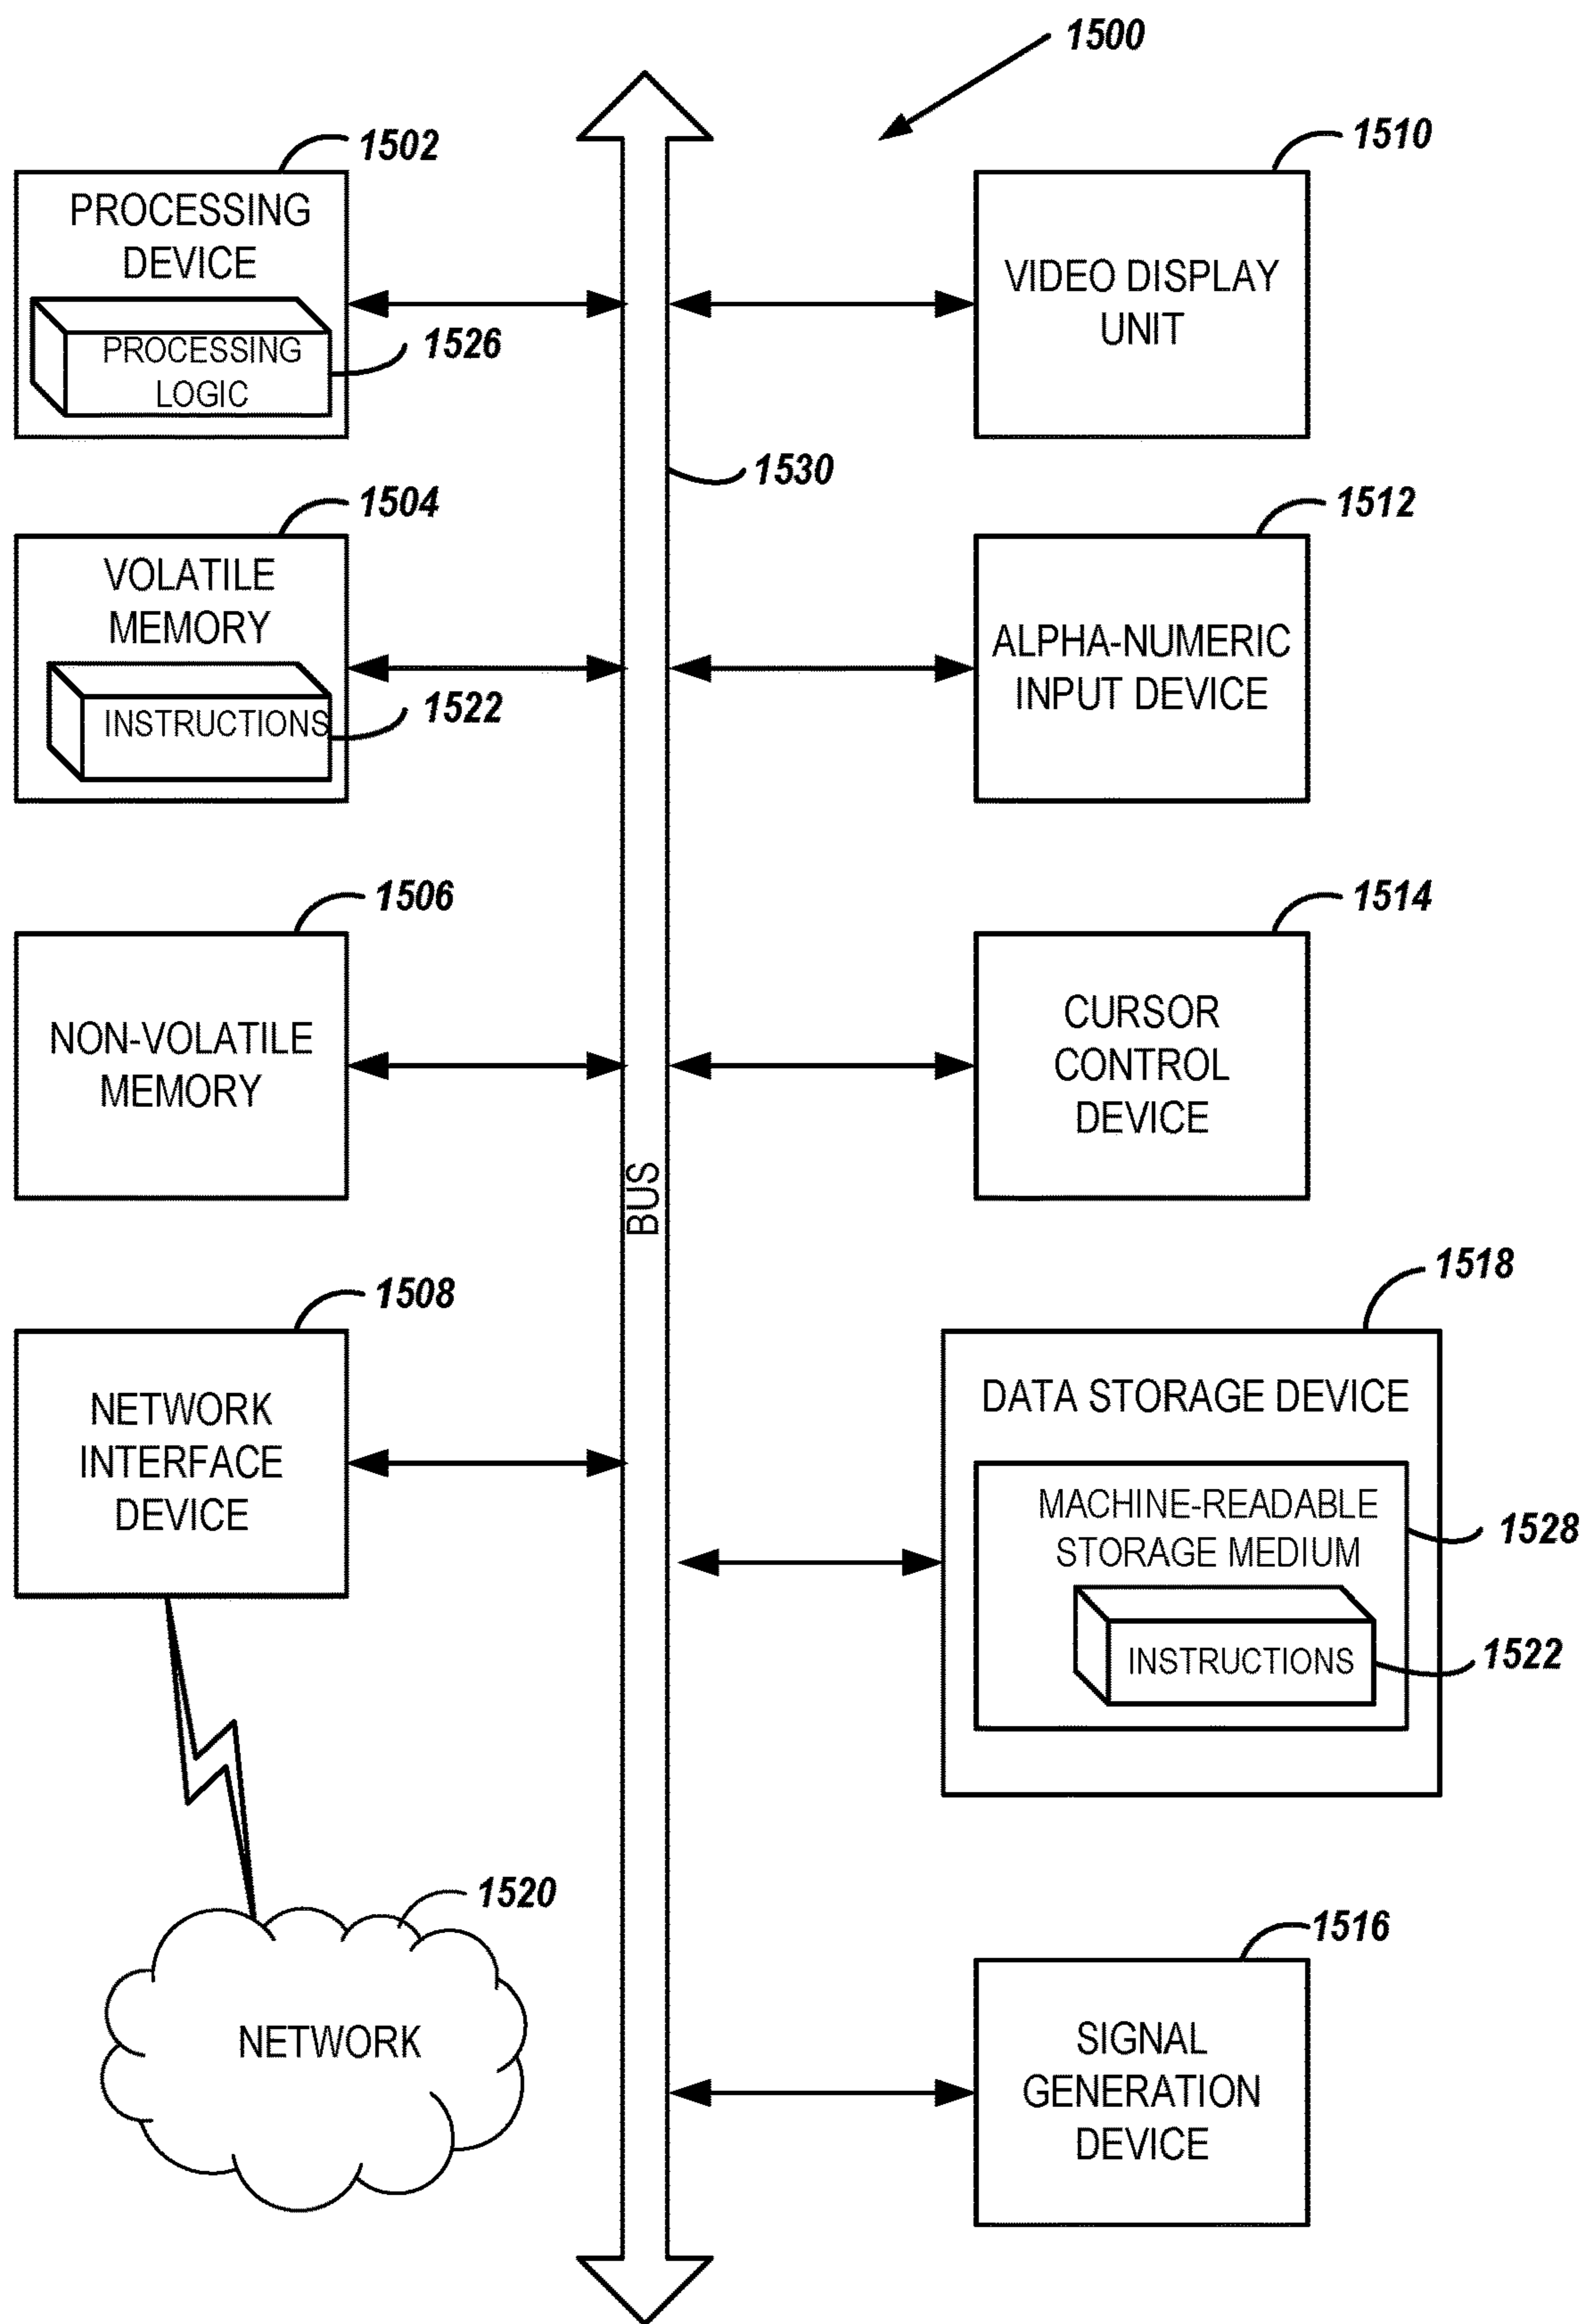 1500
1502
PROCESSING
DEVICE
PROCESSING
LOGIC
1526
1510
VIDEO DISPLAY
UNIT
1530
1504
VOLATILE
MEMORY
INSTRUCTIONS
1522
1512
ALPHA-NUMERIC
INPUT DEVICE
1506
NON-VOLATILE
MEMORY
1514
CURSOR
CONTROL
DEVICE
BUS
1508
NETWORK
INTERFACE
DEVICE
1518
DATA STORAGE DEVICE
MACHINE-READABLE
STORAGE MEDIUM
1528
INSTRUCTIONS
1522
1520
NETWORK
1516
SIGNAL
GENERATION
DEVICE